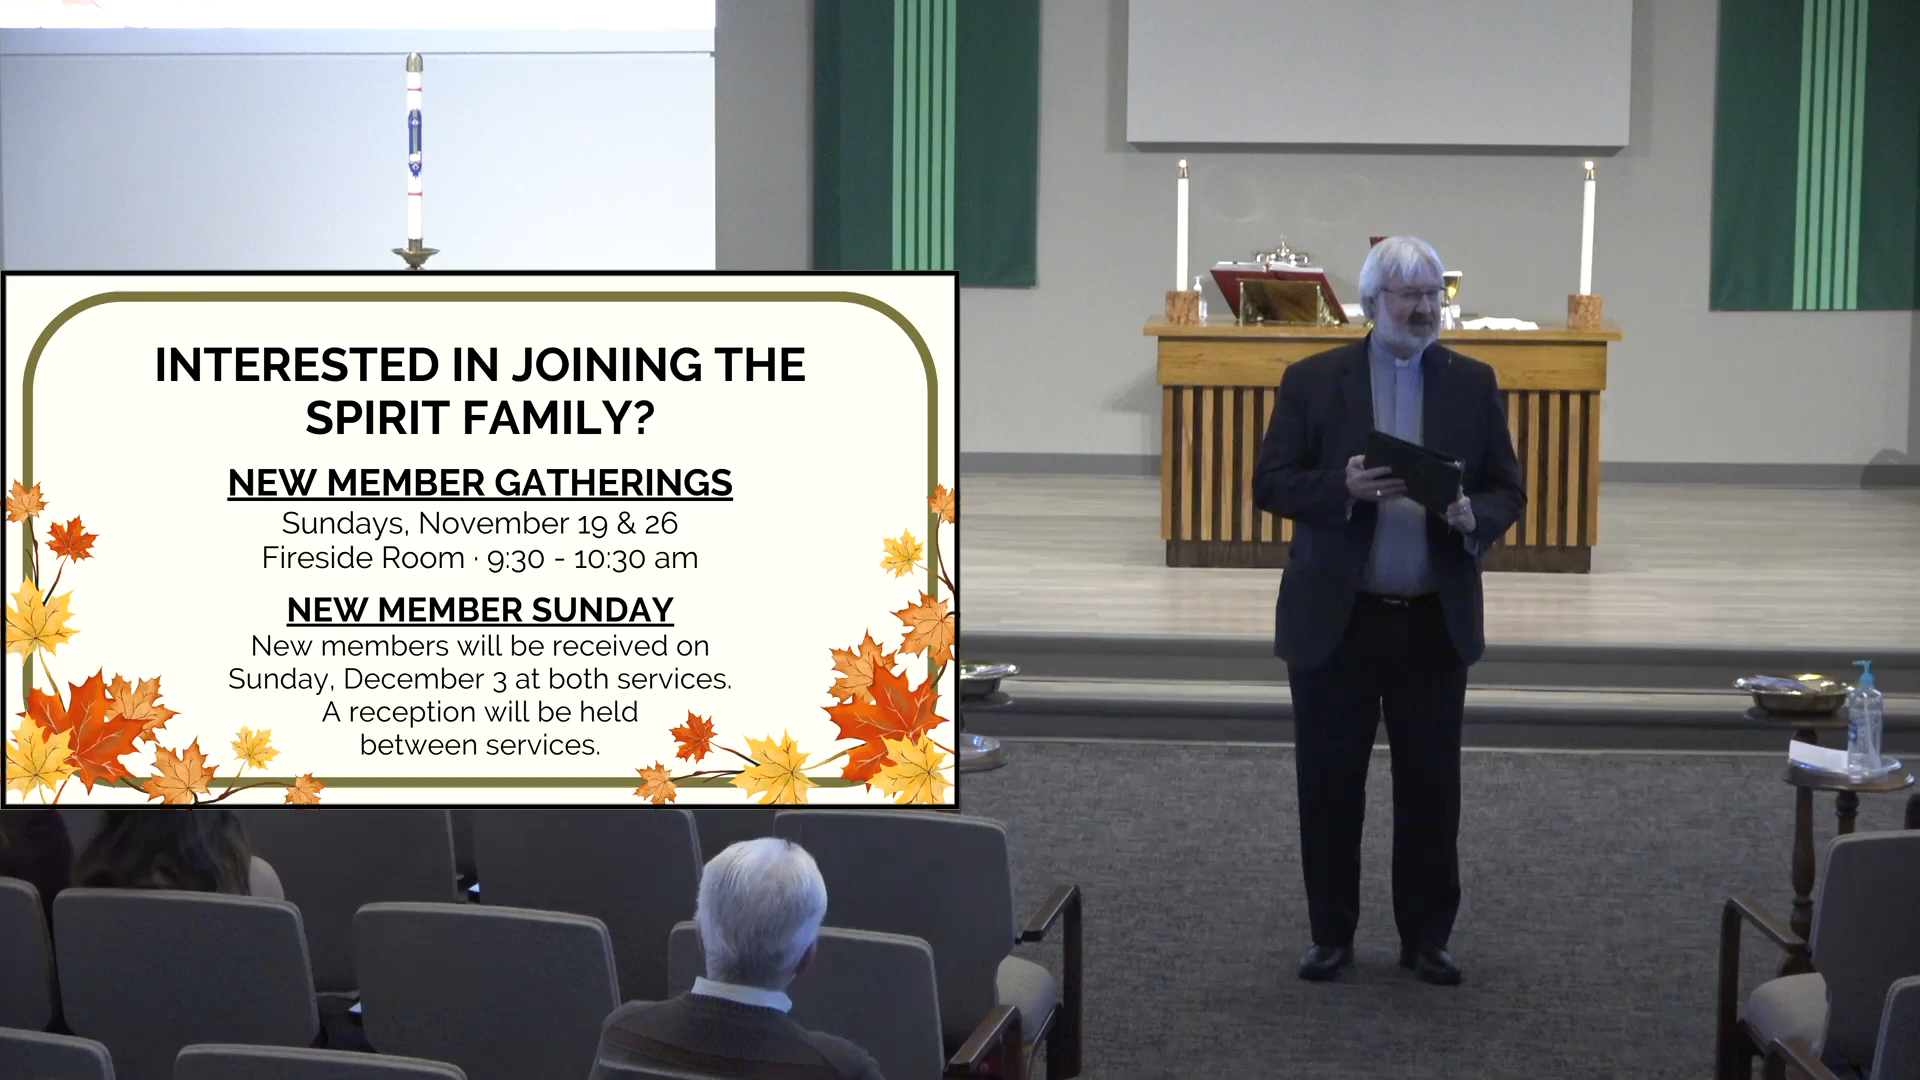 INTERESTED IN JOINING THE
SPIRIT FAMILY?
NEW MEMBER GATHERINGS
Sundays, November 19 & 26
Fireside Room · 9:30 - 10:30 am
NEW MEMBER SUNDAY
New members will be received on
Sunday, December 3 at both services.
A reception will be held
between services.